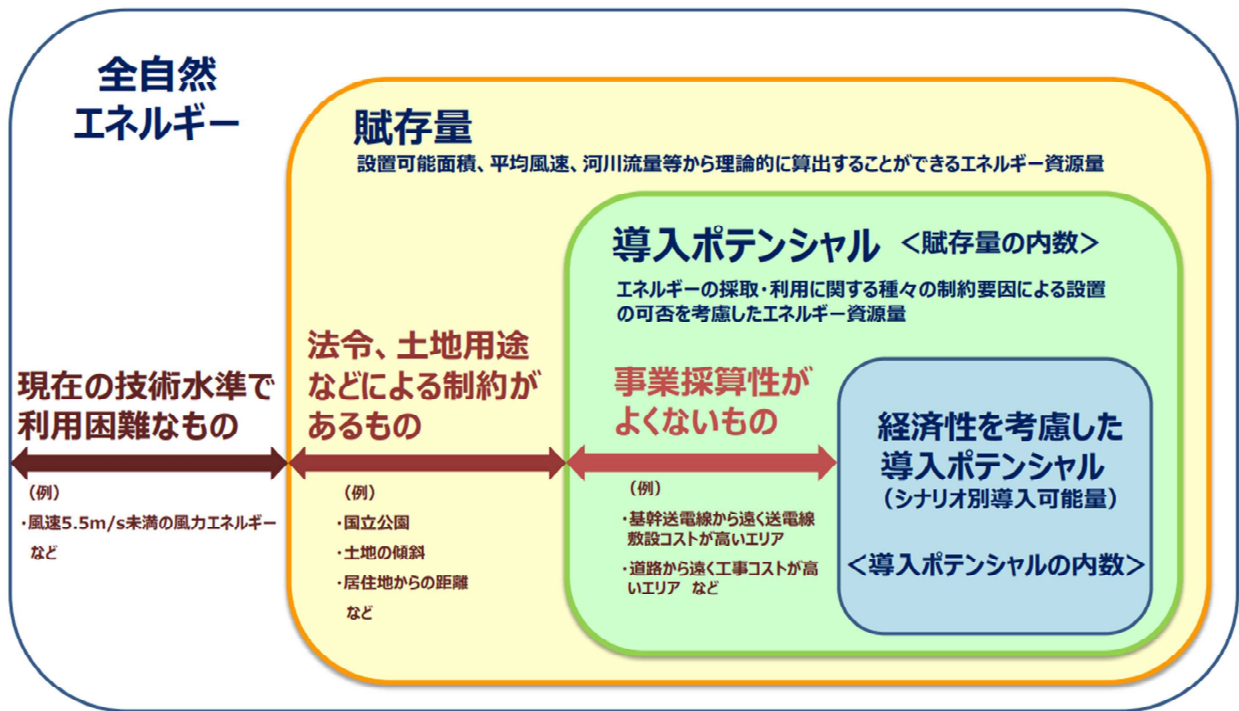 全自然
エネルギー
賦存量
設置可能面積、平均風速、河川流量等から理論的に算出することができるエネルギー資源量
導入ポテンシャル ＜賦存量の内数＞
エネルギーの採取・利用に関する種々の制約要因による設置
の可否を考慮したエネルギー資源量
現在の技術水準で
利用困難なもの
（例）
・風速5.5m/s未満の風力エネルギー
など
法令、土地用途
などによる制約が
あるもの
（例）
・国立公園
・土地の傾斜
・居住地からの距離
など
事業採算性が
よくないもの
（例）
・基幹送電線から遠く送電線
敷設コストが高いエリア
・道路から遠く工事コストが高
いエリア など
経済性を考慮した
導入ポテンシャル
（シナリオ別導入可能量）
＜導入ポテンシャルの内数＞